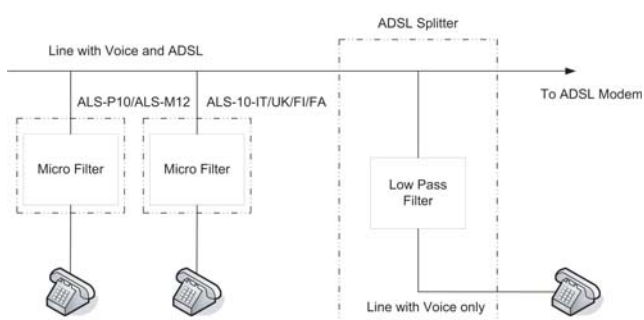 ADSL Splitter
Line with Voice and ADSL
To ADSL Modem
ALS-P10/ALS-M12
ALS-10-IT/UK/FI/FA
Micro Filter
Micro Filter
Low Pass
Filter
Line with Voice only